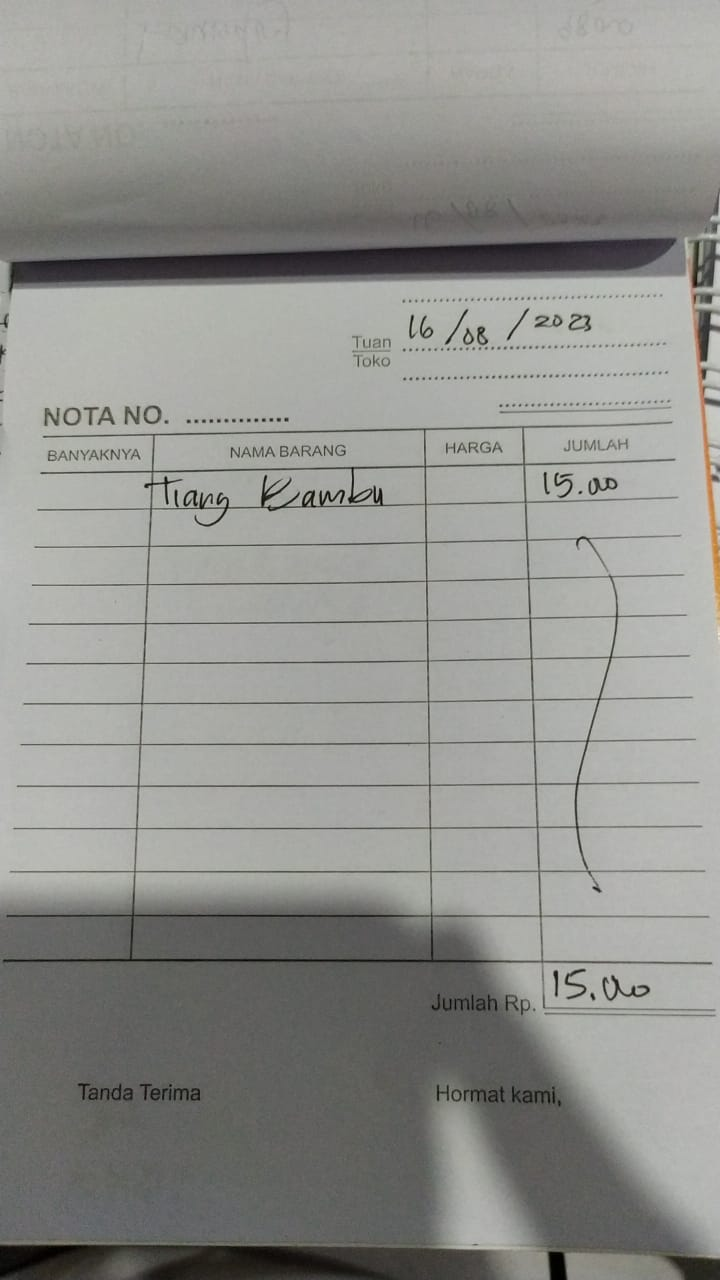 16/08/2023
Tuan
Toko
NOTA NO. ..............
BANYAKNYA NAMA BARANG HARGA JUMLAH
Tiang Bambu 15.000
Jumlah Rp. 15.000
Tanda Terima Hormat kami,